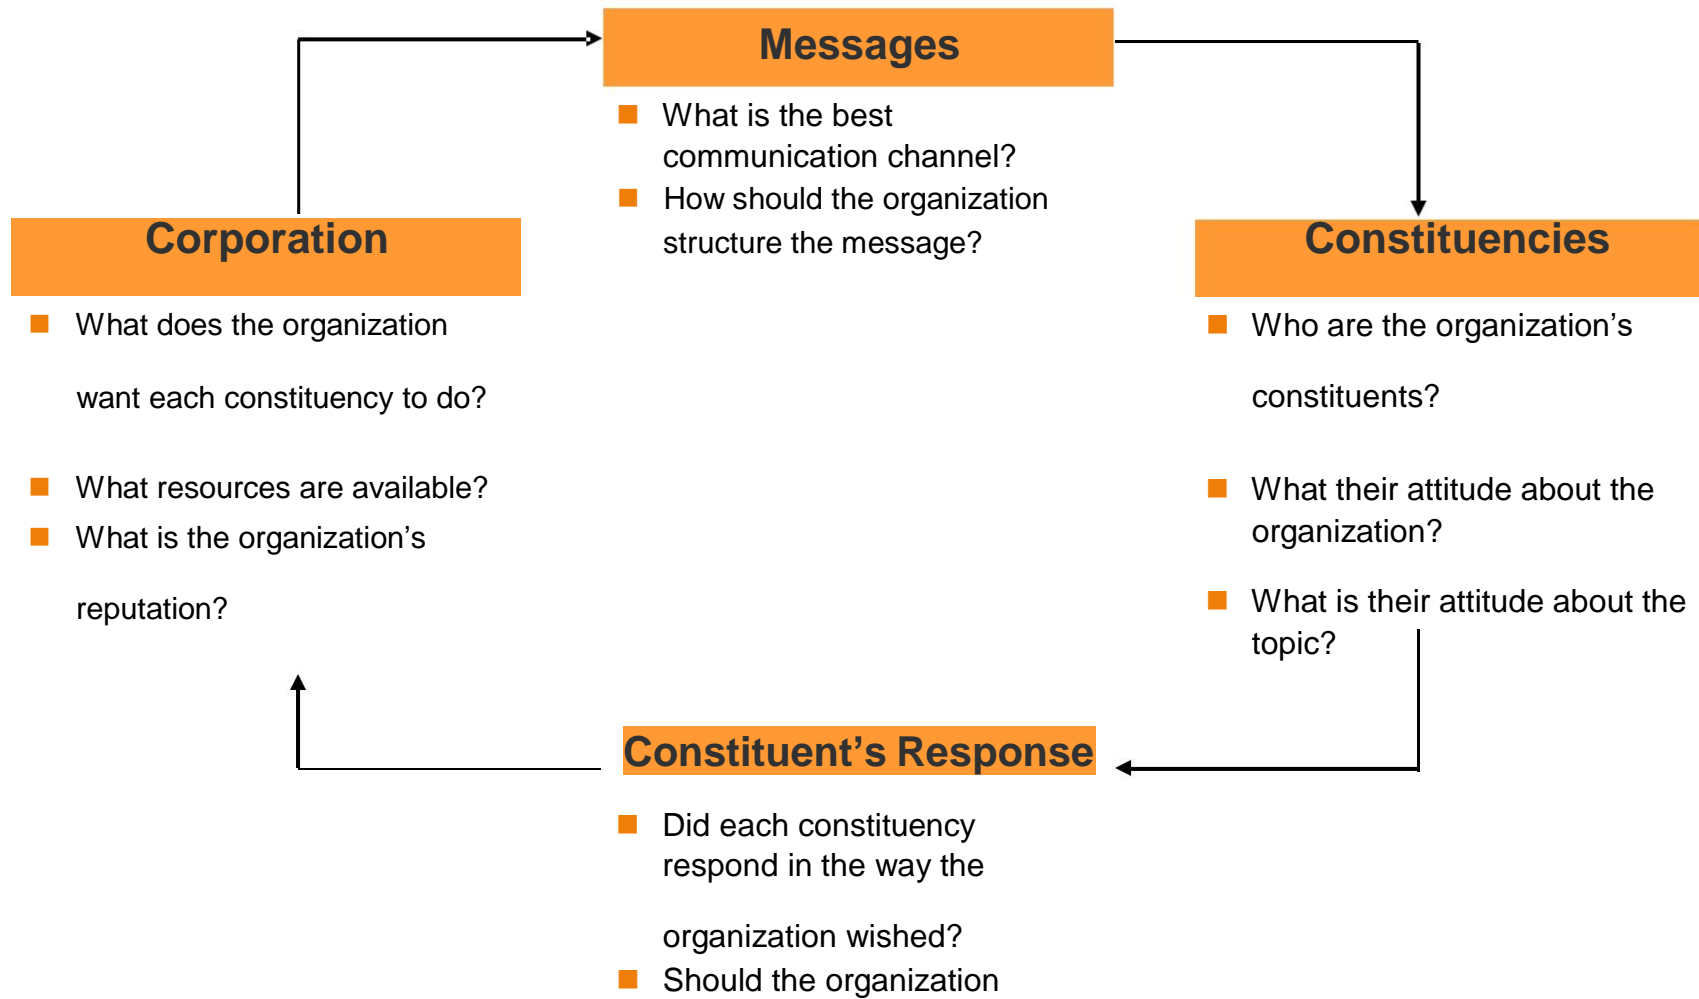 Messages
What is the best
communication channel?
How should the organization
structure the message?
Corporation
What does the organization
want each constituency to do?
What resources are available?
What is the organization’s
reputation?
Constituencies
Who are the organization’s
constituents?
What their attitude about the
organization?
What is their attitude about the
topic?
Constituent’s Response
Did each constituency
respond in the way the
organization wished?
Should the organization